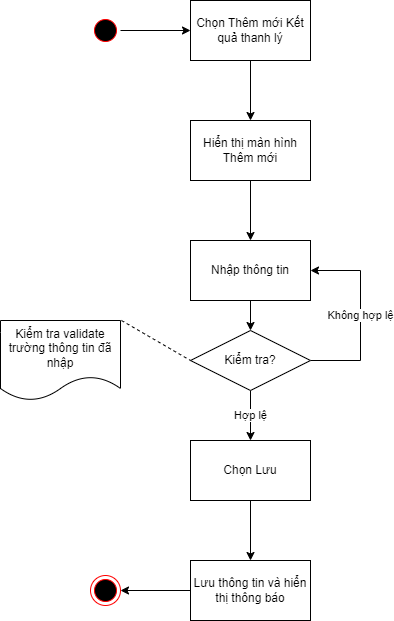 Chọn Thêm mới Kết
quả thanh lý
Hiển thị màn hình
Thêm mới
Nhập thông tin
Không hợp lệ
Kiểm tra validate
trường thông tin đã
nhập
Kiểm tra?
Hợp lệ
Chọn Lưu
Lưu thông tin và hiển
thị thông báo